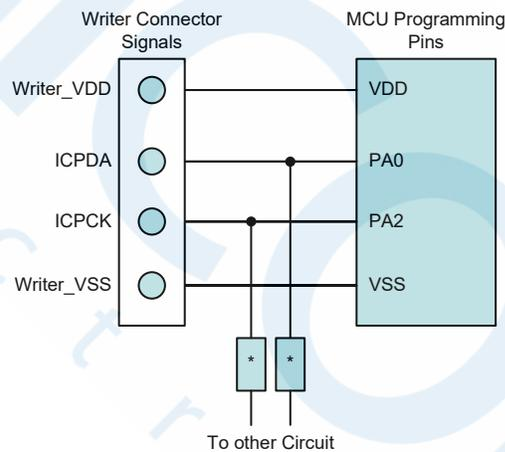 Writer Connector
Signals
MCU Programming
Pins
Writer_VDD
VDD
ICPDA
PA0
ICPCK
PA2
Writer_VSS
VSS
*
*
To other Circuit
c
t
r